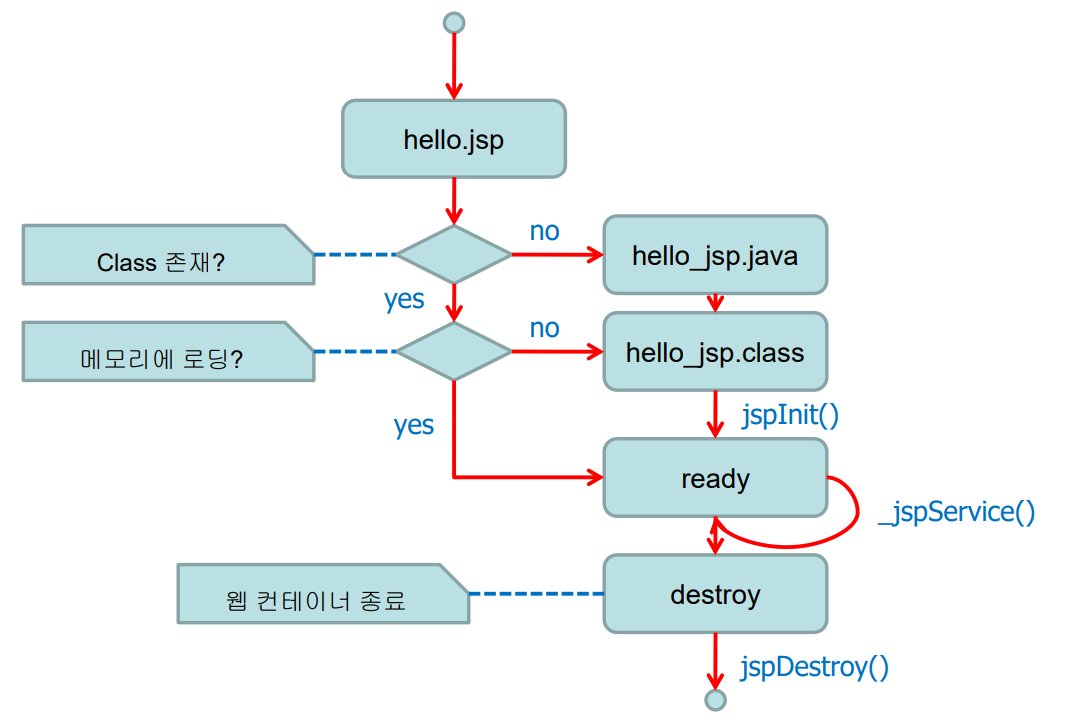 hello.jsp
no
hello_jsp.java
Class 존재?
yes
no
hello_jsp.class
메모리에 로딩?
jspInit()
yes
ready
_jspService()
destroy
웹 컨테이너 종료
jspDestroy()